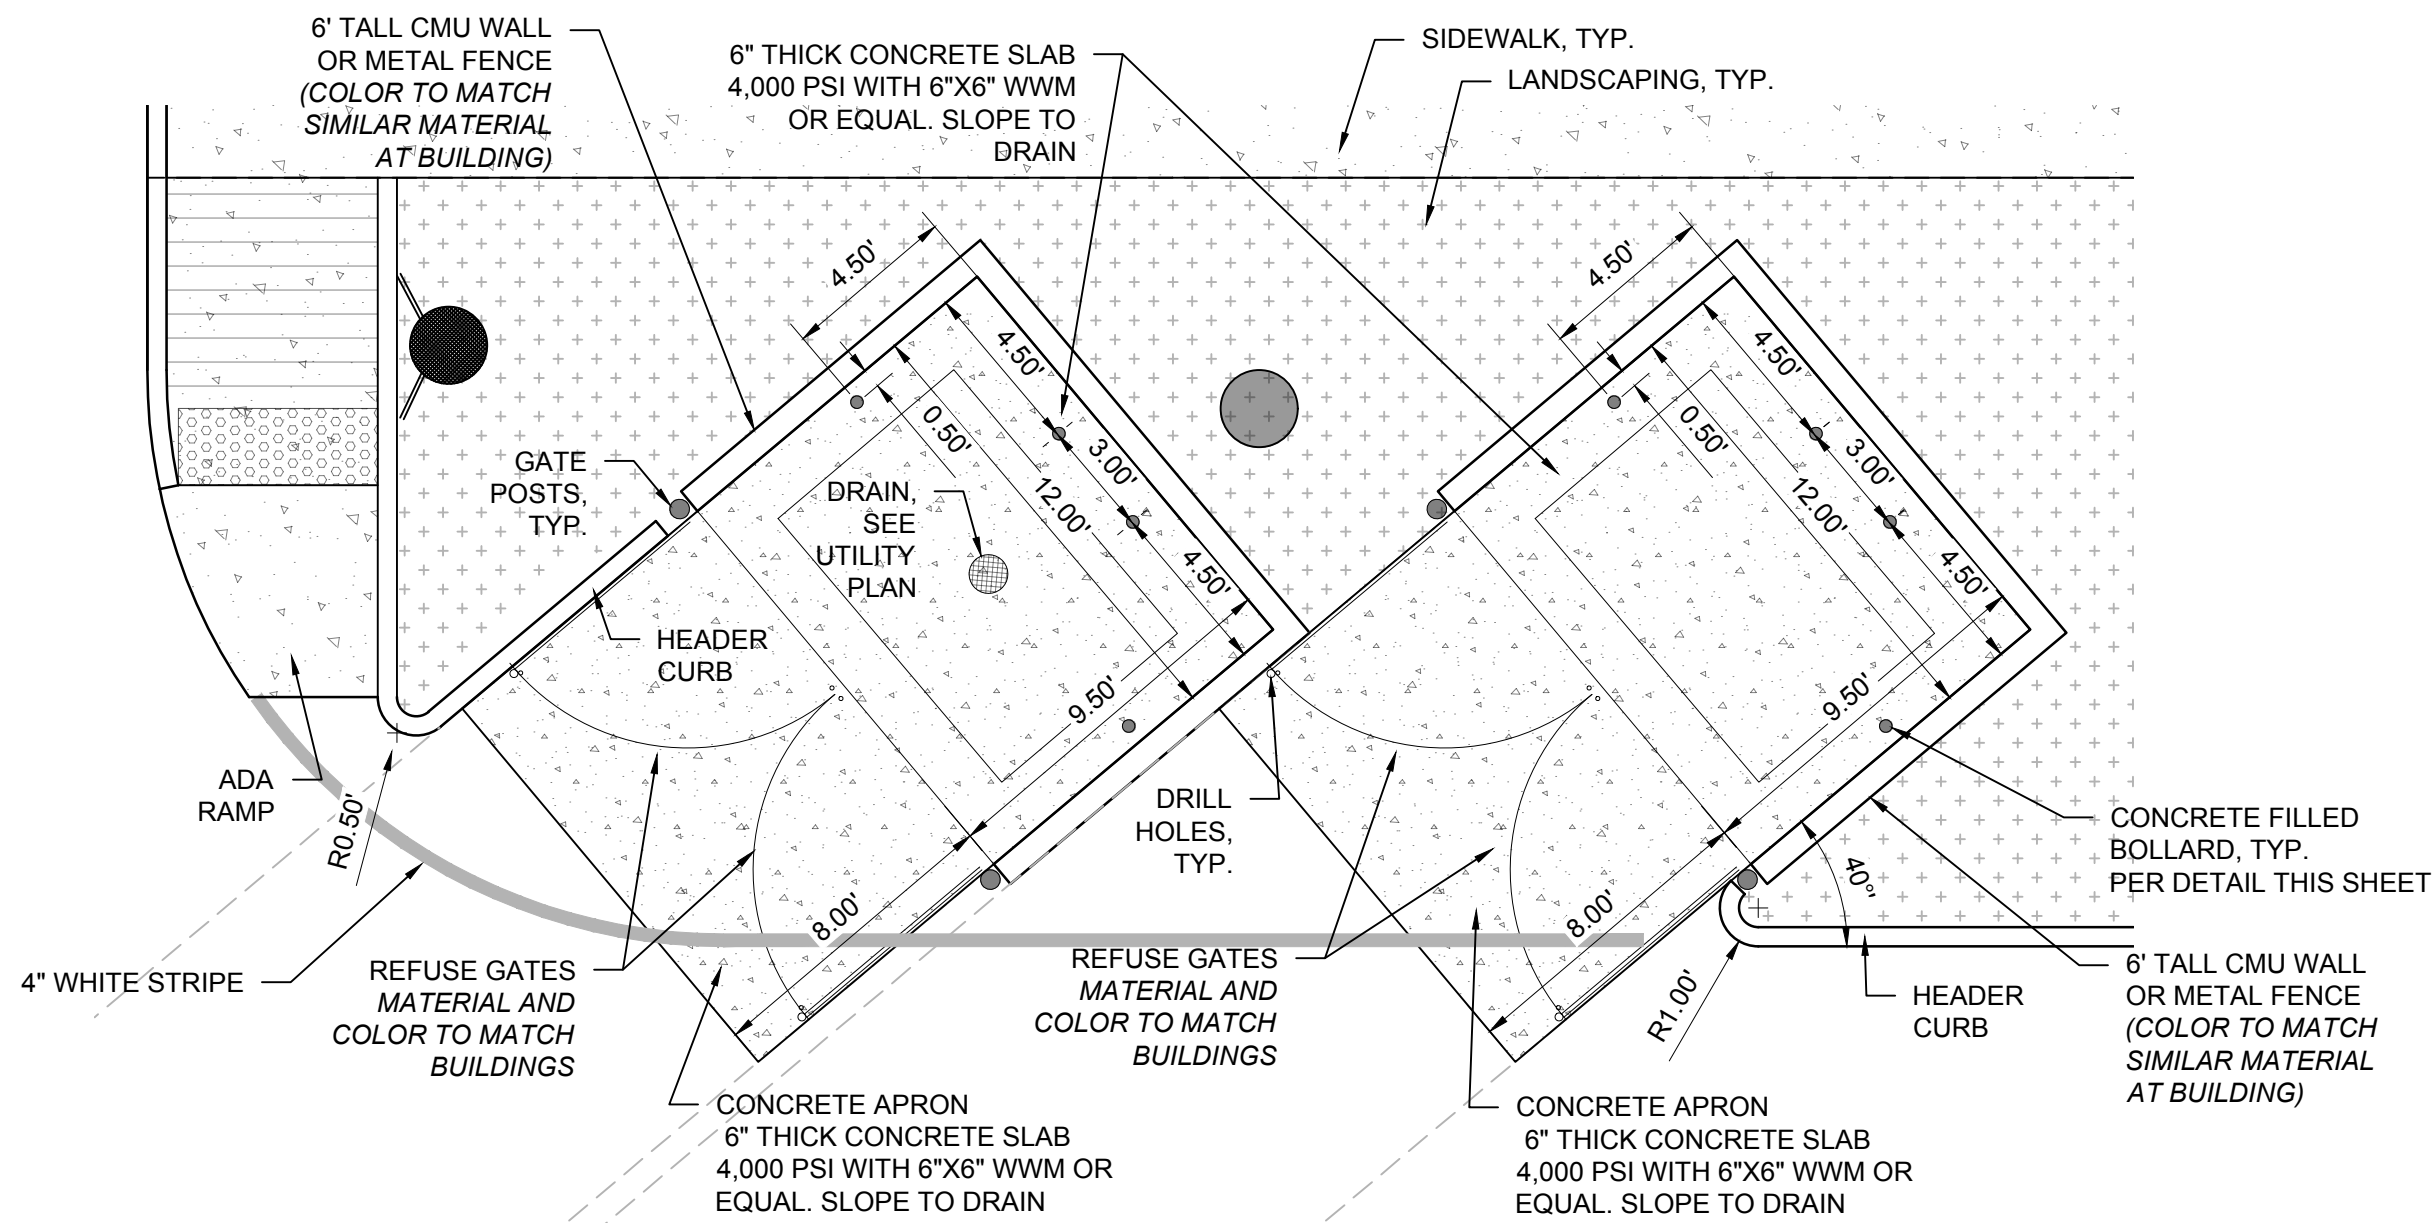 6' TALL CMU WALL
OR METAL FENCE
(COLOR TO MATCH
SIMILAR MATERIAL
AT BUILDING)
6" THICK CONCRETE SLAB
4,000 PSI WITH 6"X6" WWM
OR EQUAL. SLOPE TO
DRAIN
SIDEWALK, TYP.
LANDSCAPING, TYP.
4.50'
4.50'
0.50'
3.00'
12.00'
4.50'
9.50'
8.00'
4.50'
4.50'
0.50'
3.00'
12.00'
4.50'
9.50'
8.00'
GATE
POSTS,
TYP.
DRAIN,
SEE
UTILITY
PLAN
HEADER
CURB
ADA
RAMP
R0.50'
DRILL
HOLES,
TYP.
CONCRETE FILLED
BOLLARD, TYP.
PER DETAIL THIS SHEET
40°'
4" WHITE STRIPE
REFUSE GATES
MATERIAL AND
COLOR TO MATCH
BUILDINGS
REFUSE GATES
MATERIAL AND
COLOR TO MATCH
BUILDINGS
R1.00'
HEADER
CURB
6' TALL CMU WALL
OR METAL FENCE
(COLOR TO MATCH
SIMILAR MATERIAL
AT BUILDING)
CONCRETE APRON
6" THICK CONCRETE SLAB
4,000 PSI WITH 6"X6" WWM OR
EQUAL. SLOPE TO DRAIN
CONCRETE APRON
6" THICK CONCRETE SLAB
4,000 PSI WITH 6"X6" WWM OR
EQUAL. SLOPE TO DRAIN